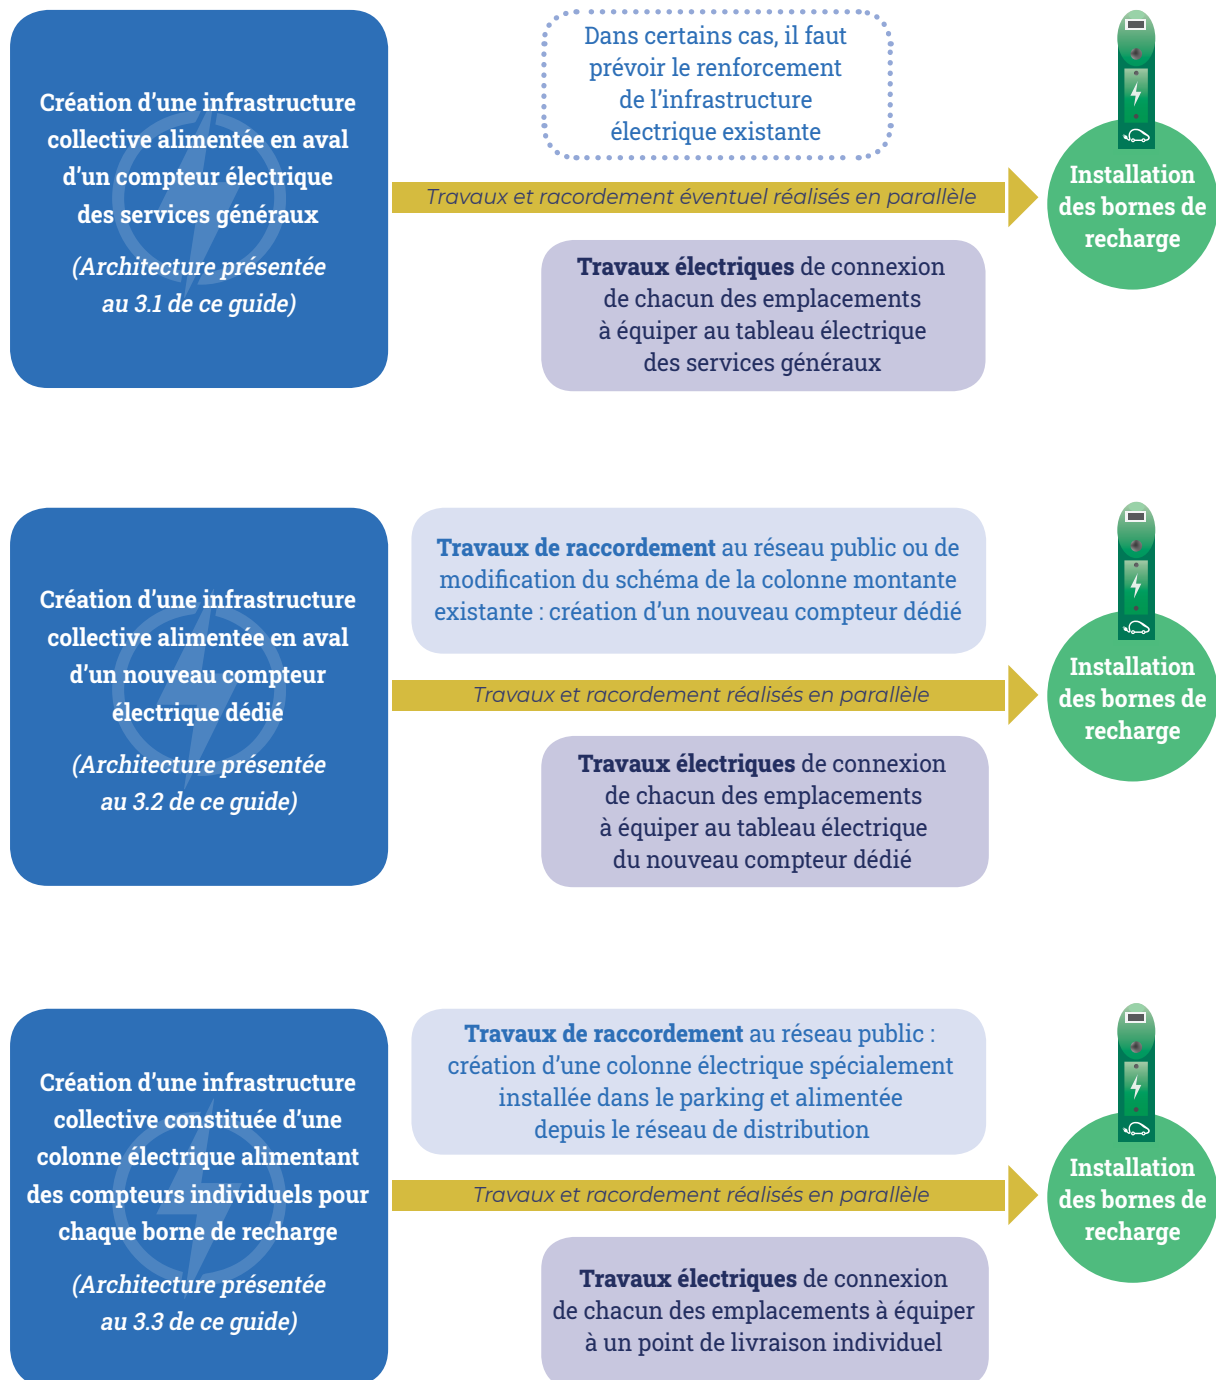 Création d'une infrastructure
collective alimentée en aval
d'un compteur électrique
des services généraux
(Architecture présentée
au 3.1 de ce guide)
Dans certains cas, il faut
prévoir le renforcement
de l'infrastructure
électrique existante
Travaux et racordement éventuel réalisés en parallèle
Travaux électriques de connexion
de chacun des emplacements
à équiper au tableau électrique
des services généraux
Installation
des bornes de
recharge
Création d'une infrastructure
collective alimentée en aval
d'un nouveau compteur
électrique dédié
(Architecture présentée
au 3.2 de ce guide)
Travaux de raccordement au réseau public ou de
modification du schéma de la colonne montante
existante : création d'un nouveau compteur dédié
Travaux et racordement réalisés en parallèle
Travaux électriques de connexion
de chacun des emplacements
à équiper au tableau électrique
du nouveau compteur dédié
Installation
des bornes de
recharge
Création d'une infrastructure
collective constituée d'une
colonne électrique alimentant
des compteurs individuels pour
chaque borne de recharge
(Architecture présentée
au 3.3 de ce guide)
Travaux de raccordement au réseau public :
création d'une colonne électrique spécialement
installée dans le parking et alimentée
depuis le réseau de distribution
Travaux et racordement réalisés en parallèle
Travaux électriques de connexion
de chacun des emplacements à équiper
à un point de livraison individuel
Installation
des bornes de
recharge